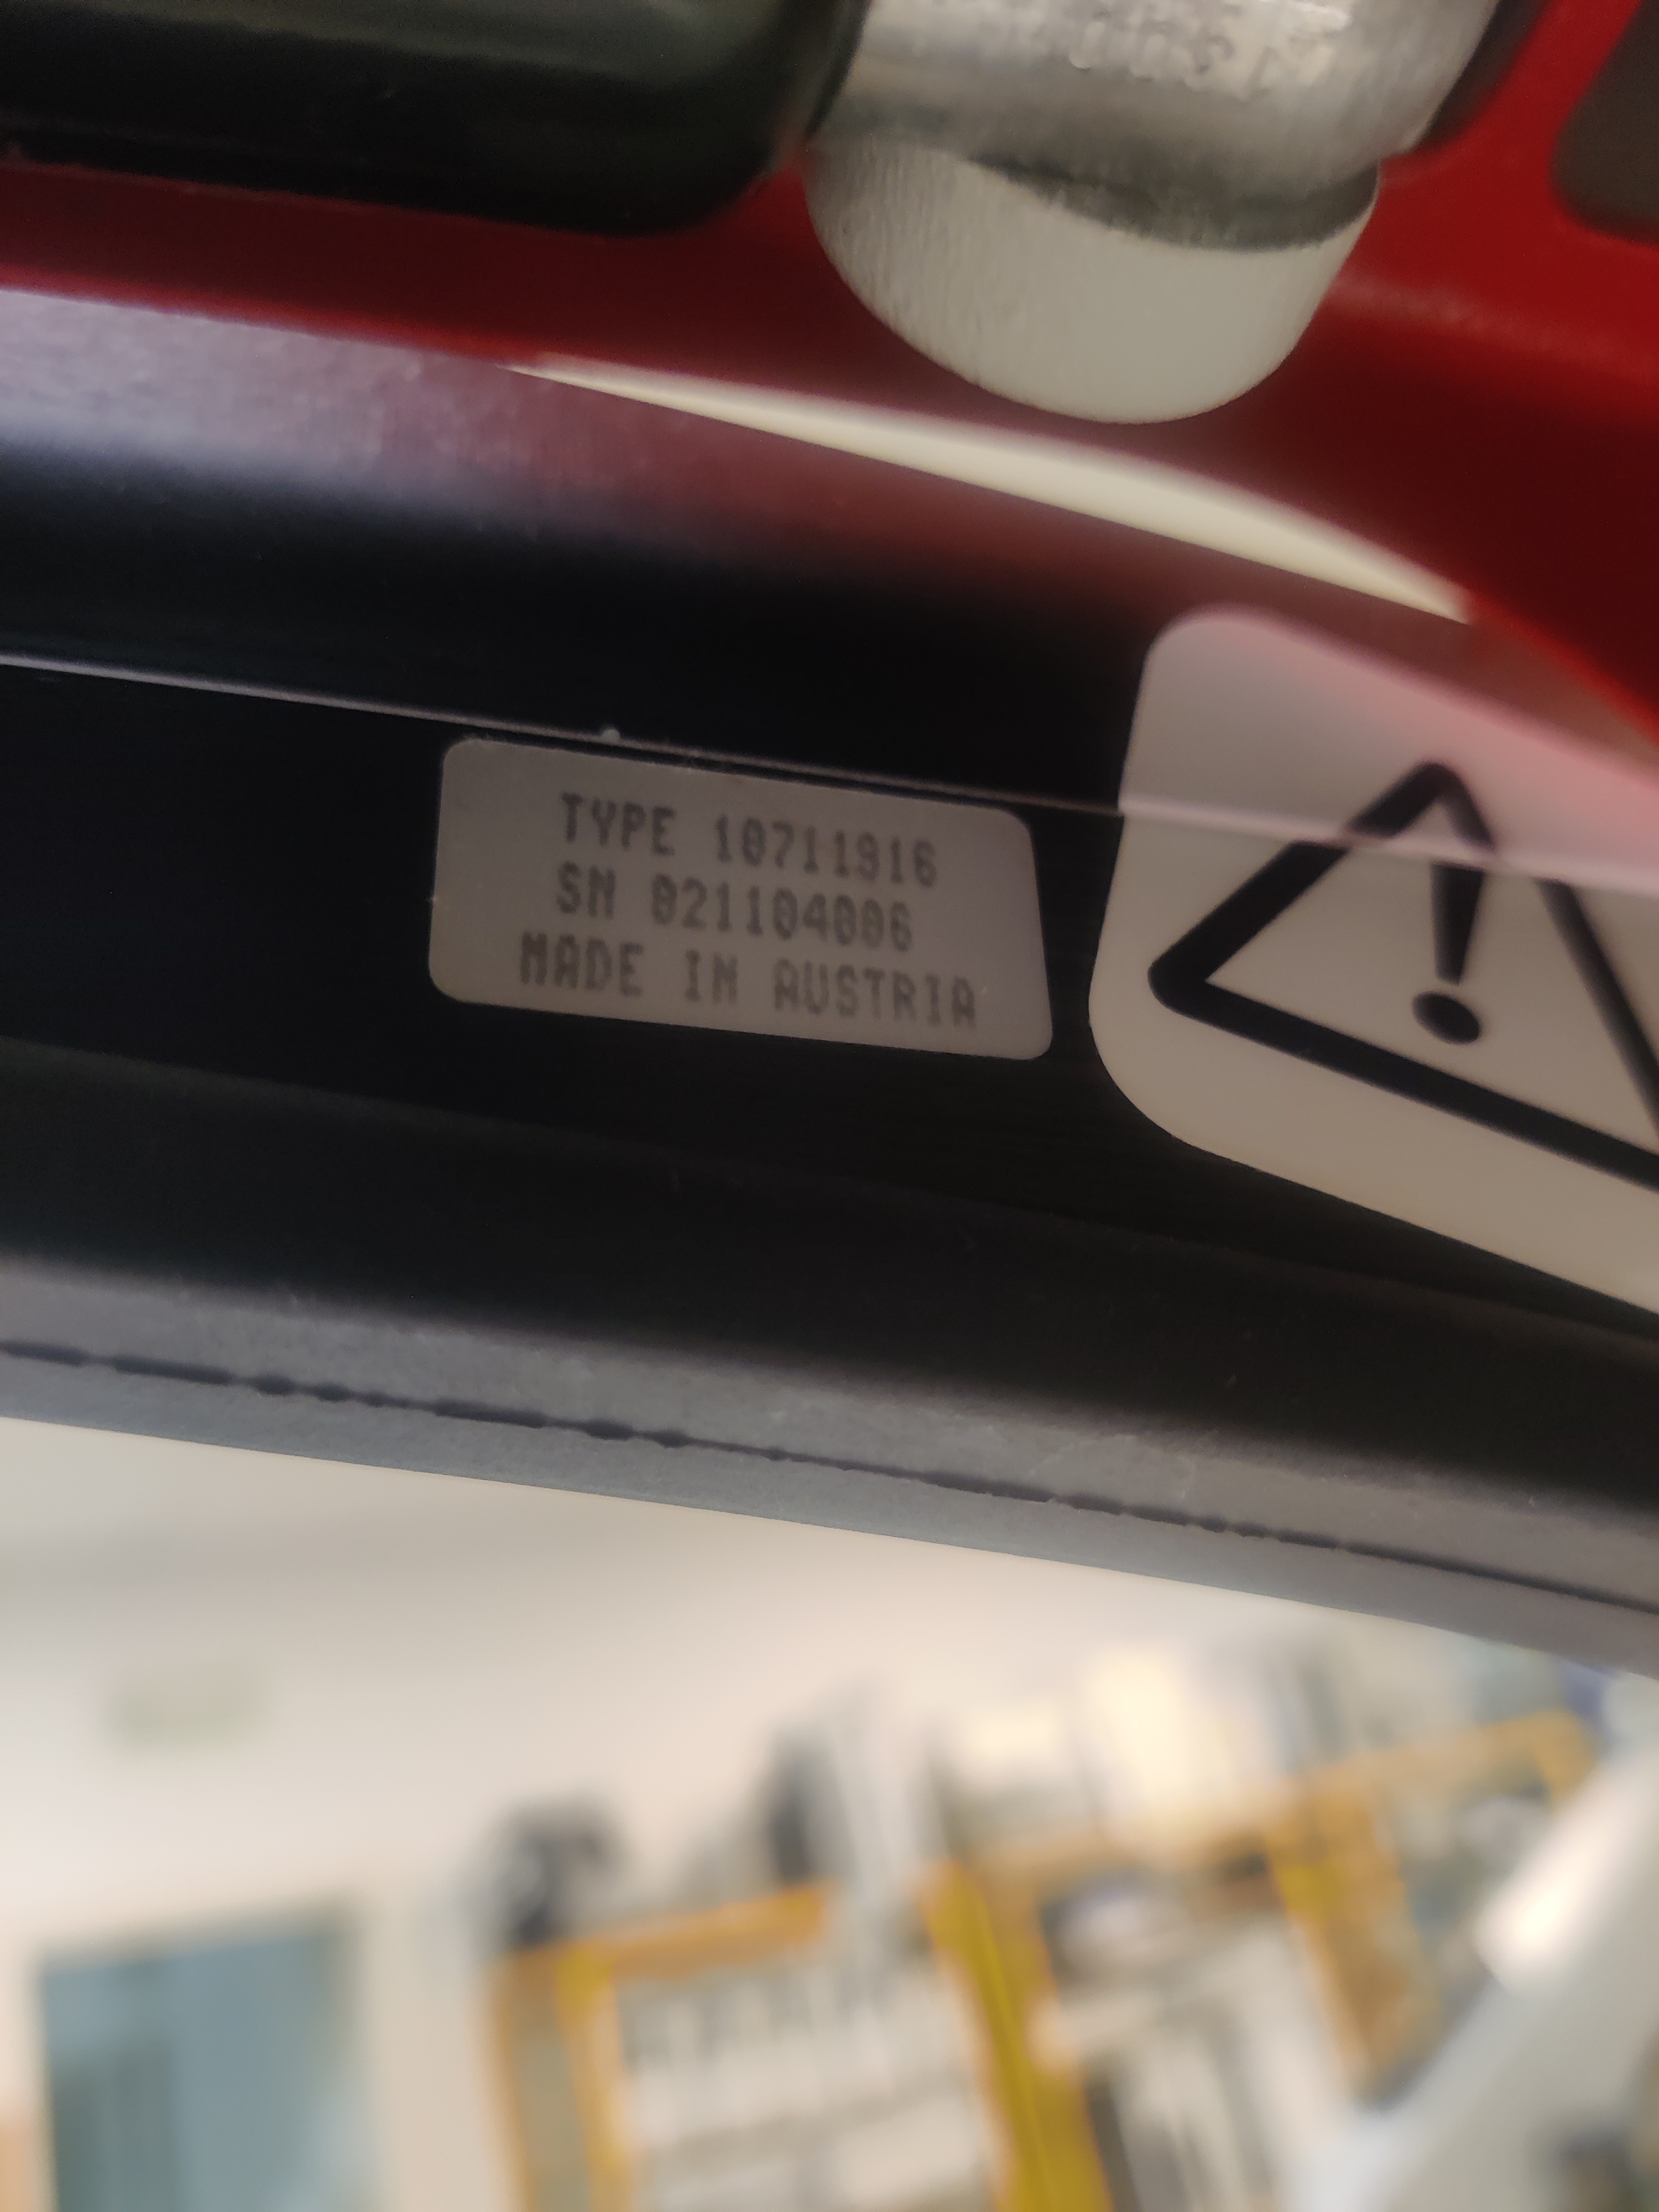 TYPE 10711916
SN 021104006
MADE IN AUSTRIA